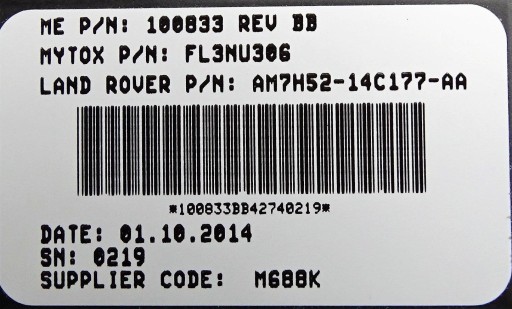 ME P/N: 100833 REV BB
MYTOX P/N: FL3NU306
LAND ROVER P/N: AM7H52-14C177-AA
*100833BB42740219*
DATE: 01.10.2014
SN: 0219
SUPPLIER CODE: M688K